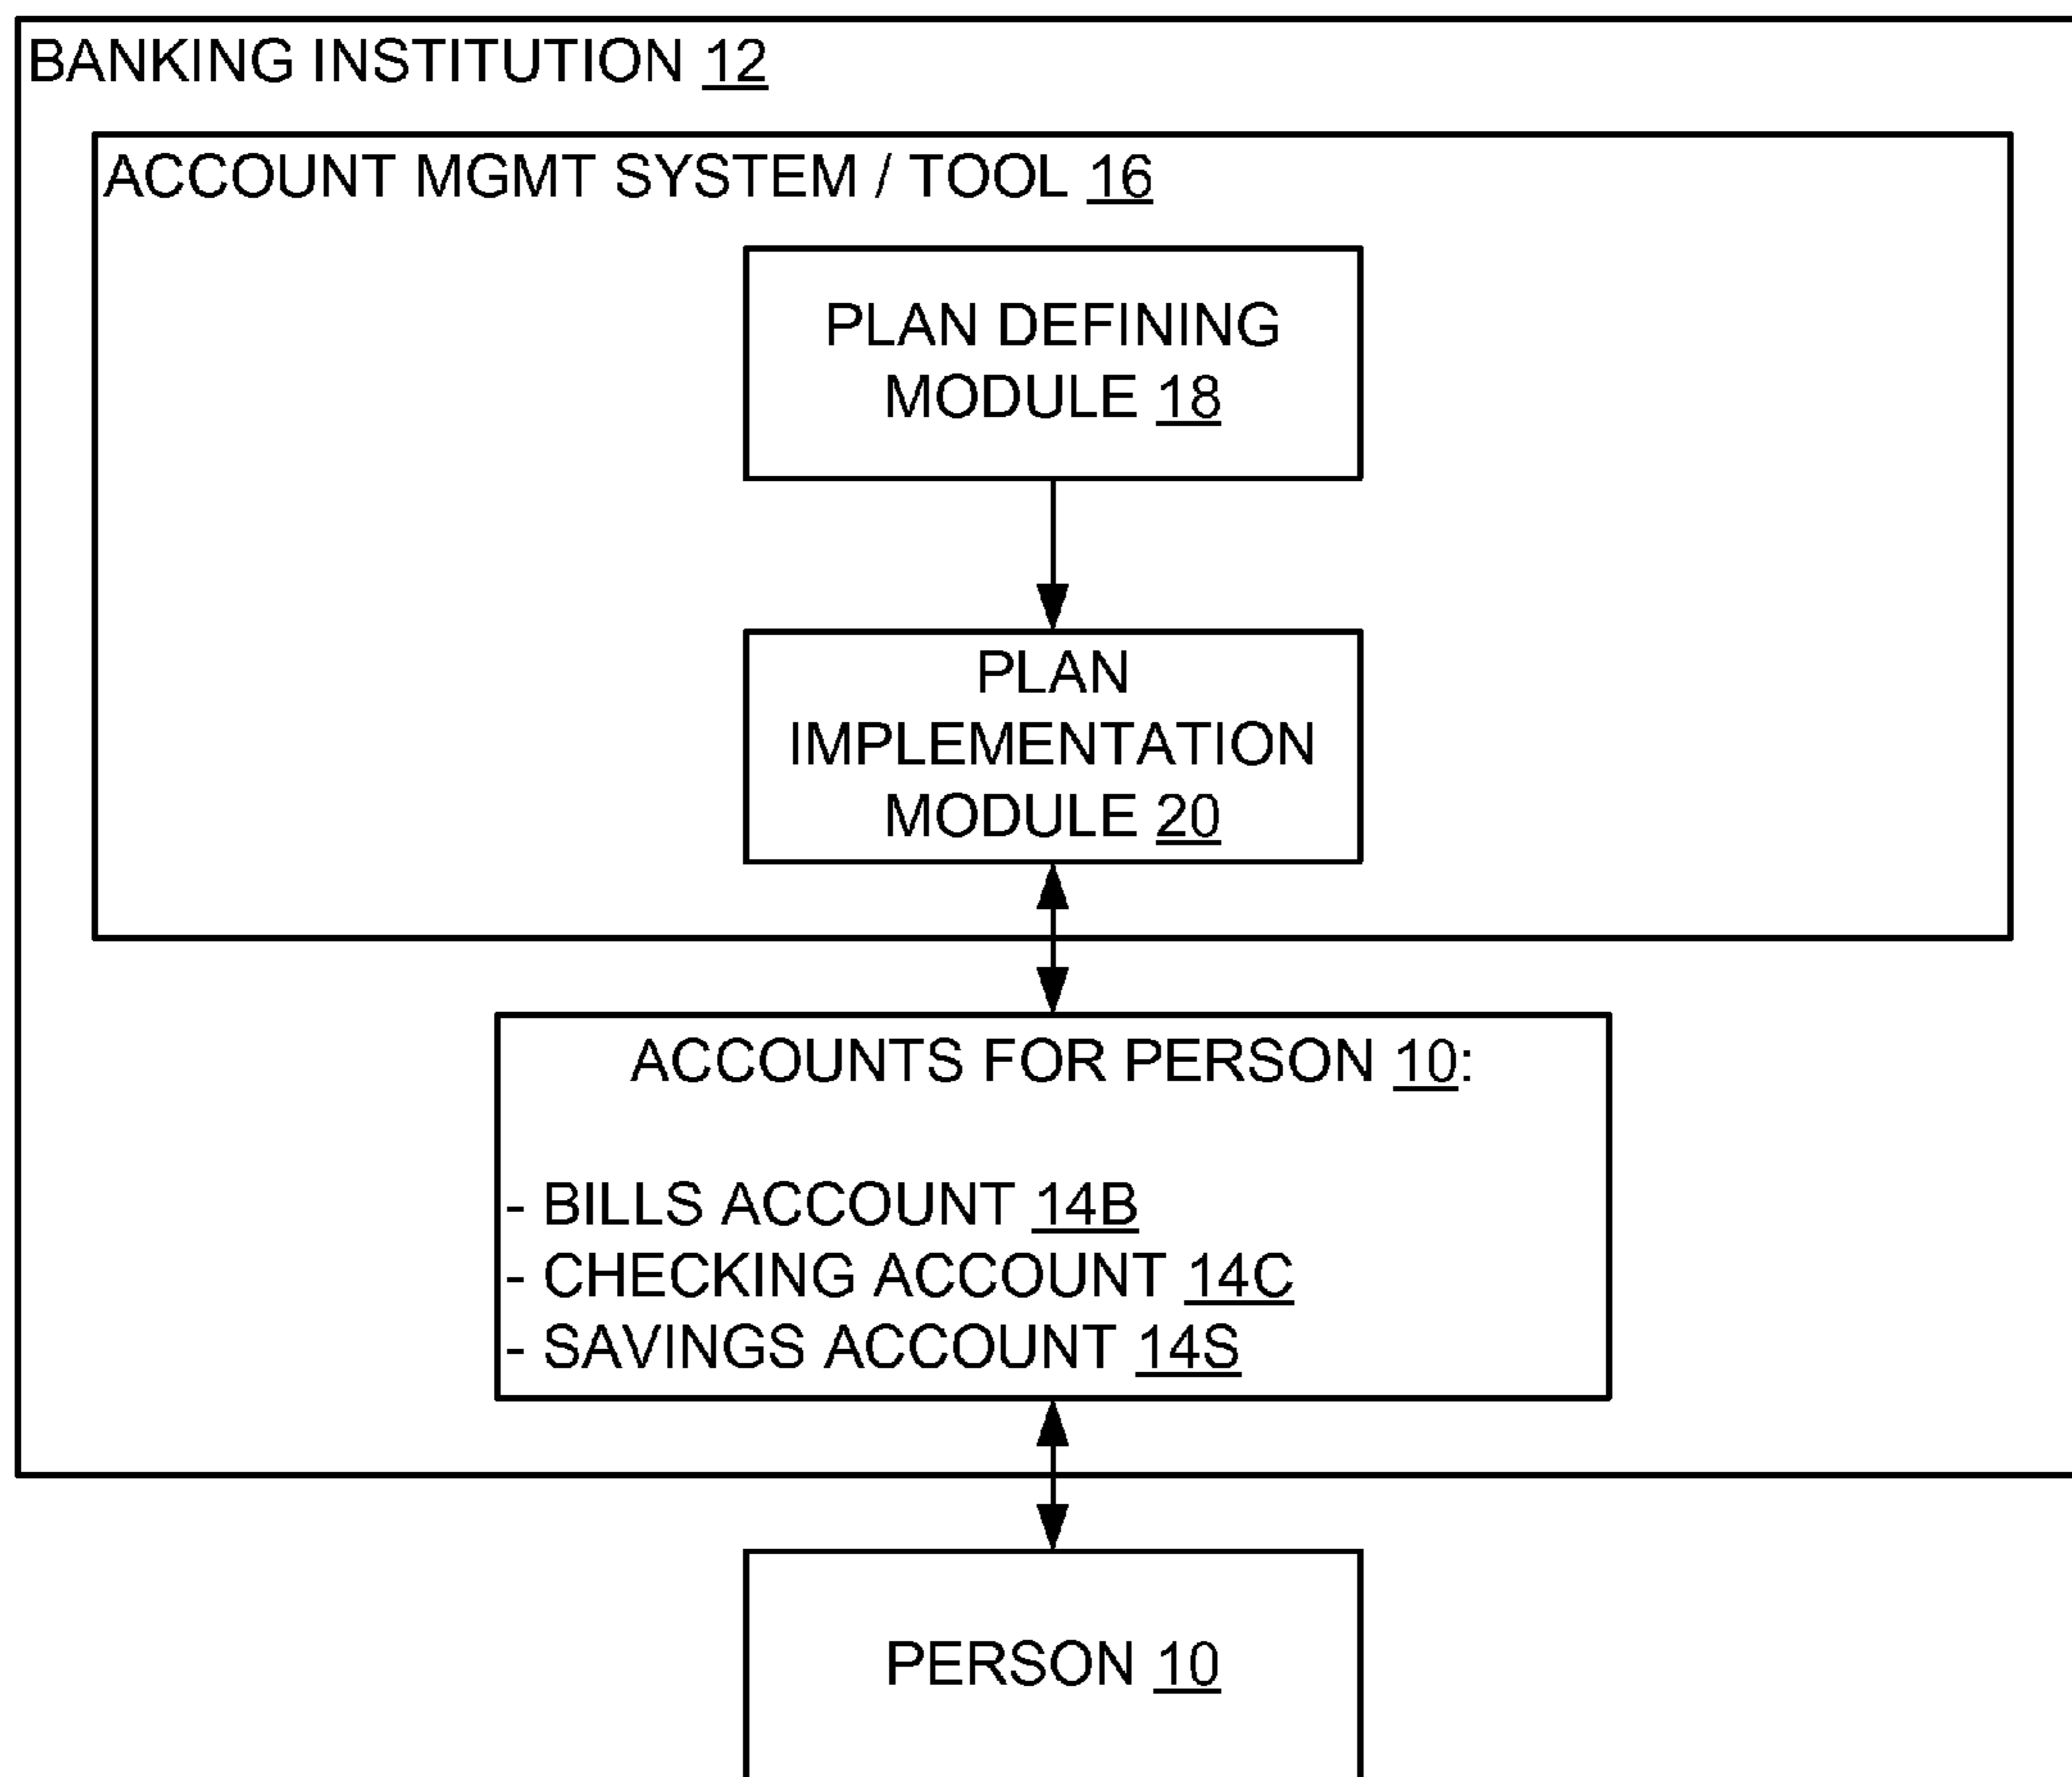 BANKING INSTITUTION 12
ACCOUNT MGMT SYSTEM / TOOL 16
PLAN DEFINING
MODULE 18
PLAN
IMPLEMENTATION
MODULE 20
ACCOUNTS FOR PERSON 10:
- BILLS ACCOUNT 14B
- CHECKING ACCOUNT 14C
- SAVINGS ACCOUNT 14S
PERSON 10